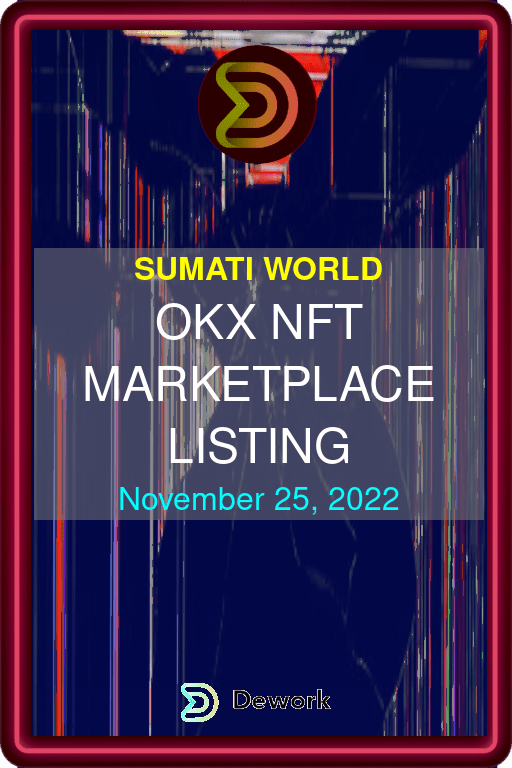 SUMATI WORLD
OKX NFT
MARKETPLACE
LISTING
November 25, 2022
Dework